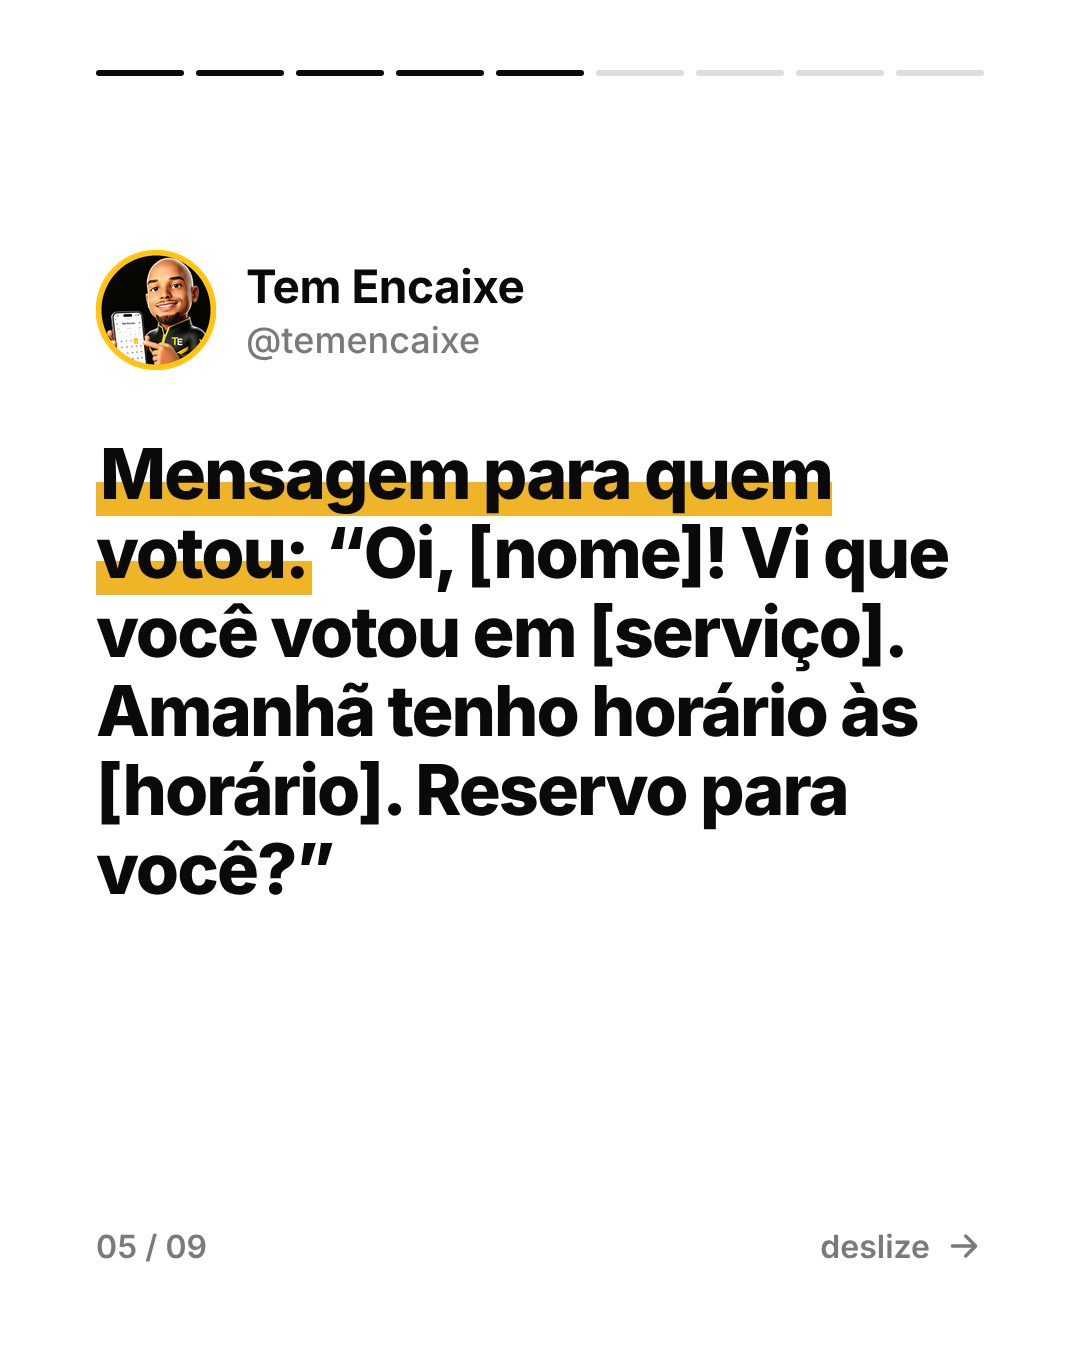 Tem Encaixe
@temencaixe
TE
Mensagem para quem
votou: “Oi, [nome]! Vi que
você votou em [serviço].
Amanhã tenho horário às
[horário]. Reservo para
você?”
05 / 09
deslize →